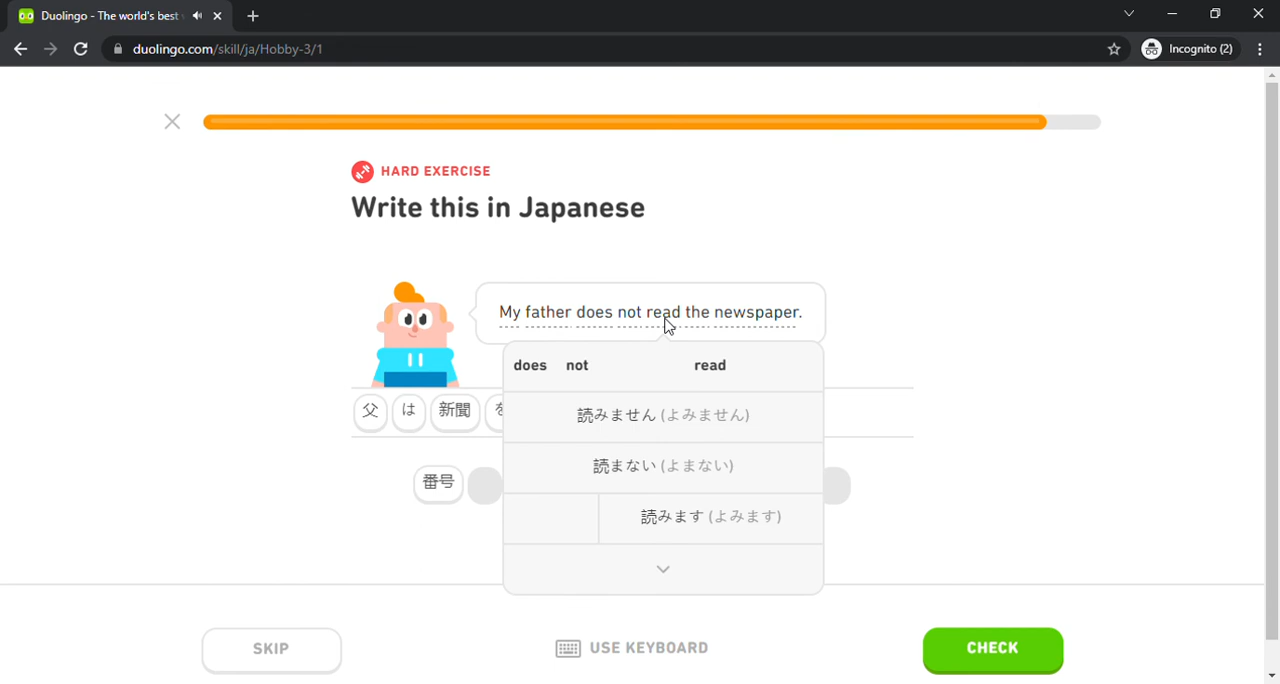 Duolingo - The world's best
duolingo.com/skill/ja/Hobby-3/1
Incognito (2)
HARD EXERCISE
Write this in Japanese
My father does not read the newspaper.
does not read
読みません (よみません)
読まない (よまない)
読みます (よみます)
父 は 新聞
番号
SKIP
USE KEYBOARD
CHECK